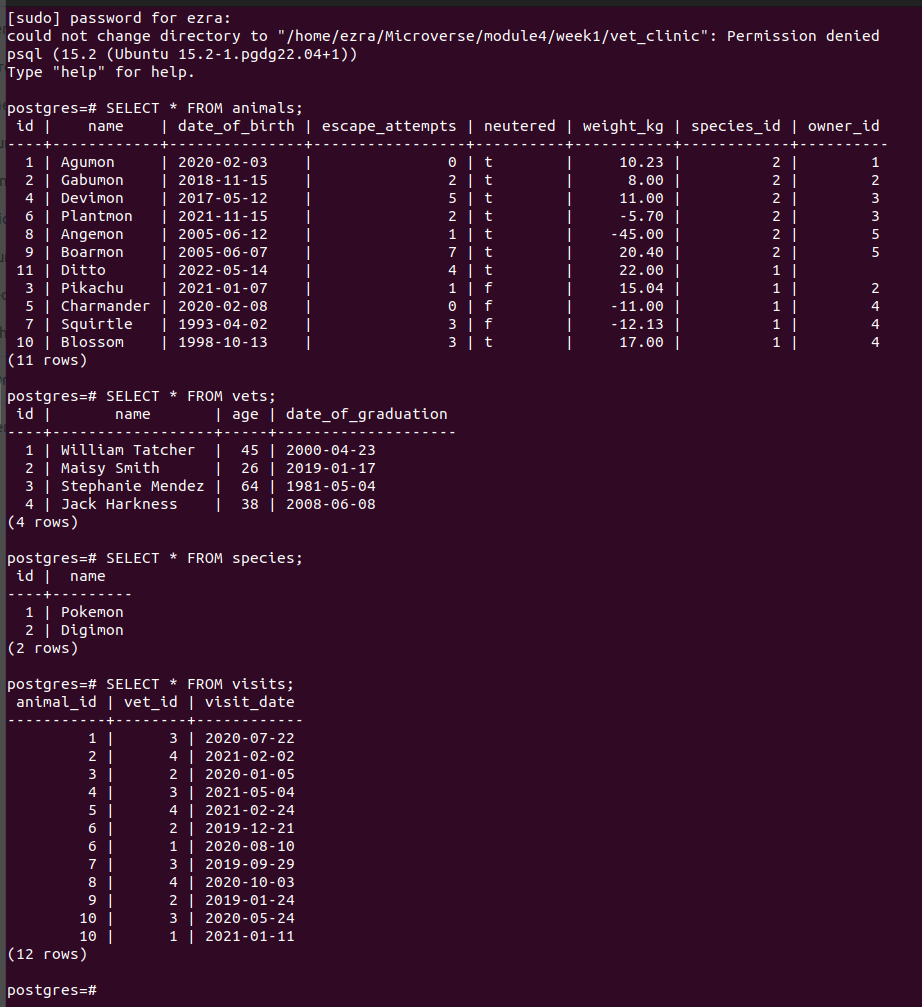 [sudo] password for ezra:
could not change directory to "/home/ezra/Microverse/module4/week1/vet_clinic": Permission denied
psql (15.2 (Ubuntu 15.2-1.pgdg22.04+1))
Type "help" for help.

postgres=# SELECT * FROM animals;
 id |    name    | date_of_birth | escape_attempts | neutered | weight_kg | species_id | owner_id
----+------------+---------------+-----------------+----------+-----------+------------+----------
  1 | Agumon     | 2020-02-03    |               0 | t        |     10.23 |          2 |        1
  2 | Gabumon    | 2018-11-15    |               2 | t        |      8.00 |          2 |        2
  4 | Devimon    | 2017-05-12    |               5 | t        |     11.00 |          2 |        3
  6 | Plantmon   | 2021-11-15    |               2 | t        |     -5.70 |          2 |        3
  8 | Angemon    | 2005-06-12    |               1 | t        |    -45.00 |          2 |        5
  9 | Boarmon    | 2005-06-07    |               7 | t        |     20.40 |          2 |        5
 11 | Ditto      | 2022-05-14    |               4 | t        |     22.00 |          1 |
  3 | Pikachu    | 2021-01-07    |               1 | f        |     15.04 |          1 |        2
  5 | Charmander | 2020-02-08    |               0 | f        |    -11.00 |          1 |        4
  7 | Squirtle   | 1993-04-02    |               3 | f        |    -12.13 |          1 |        4
 10 | Blossom    | 1998-10-13    |               3 | t        |     17.00 |          1 |        4
(11 rows)

postgres=# SELECT * FROM vets;
 id |       name       | age | date_of_graduation
----+------------------+-----+--------------------
  1 | William Tatcher  |  45 | 2000-04-23
  2 | Maisy Smith      |  26 | 2019-01-17
  3 | Stephanie Mendez |  64 | 1981-05-04
  4 | Jack Harkness    |  38 | 2008-06-08
(4 rows)

postgres=# SELECT * FROM species;
 id |  name
----+---------
  1 | Pokemon
  2 | Digimon
(2 rows)

postgres=# SELECT * FROM visits;
 animal_id | vet_id | visit_date
-----------+--------+------------
         1 |      3 | 2020-07-22
         2 |      4 | 2021-02-02
         3 |      2 | 2020-01-05
         4 |      3 | 2021-05-04
         5 |      4 | 2021-02-24
         6 |      2 | 2019-12-21
         6 |      1 | 2020-08-10
         7 |      3 | 2019-09-29
         8 |      4 | 2020-10-03
         9 |      2 | 2019-01-24
        10 |      3 | 2020-05-24
        10 |      1 | 2021-01-11
(12 rows)

postgres=#